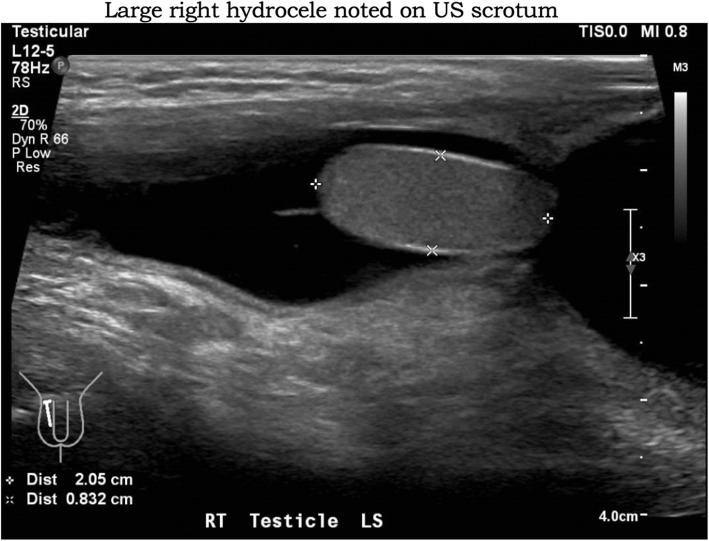 Large right hydrocele noted on US scrotum
Testicular
TIS0.0 MI 0.8
L12-5
78Hz
P
RS
M3
2D
70%
Dyn R 66
P Low
Res
X3
Dist 2.05 cm
Dist 0.832 cm
RT Testicle LS
4.0cm